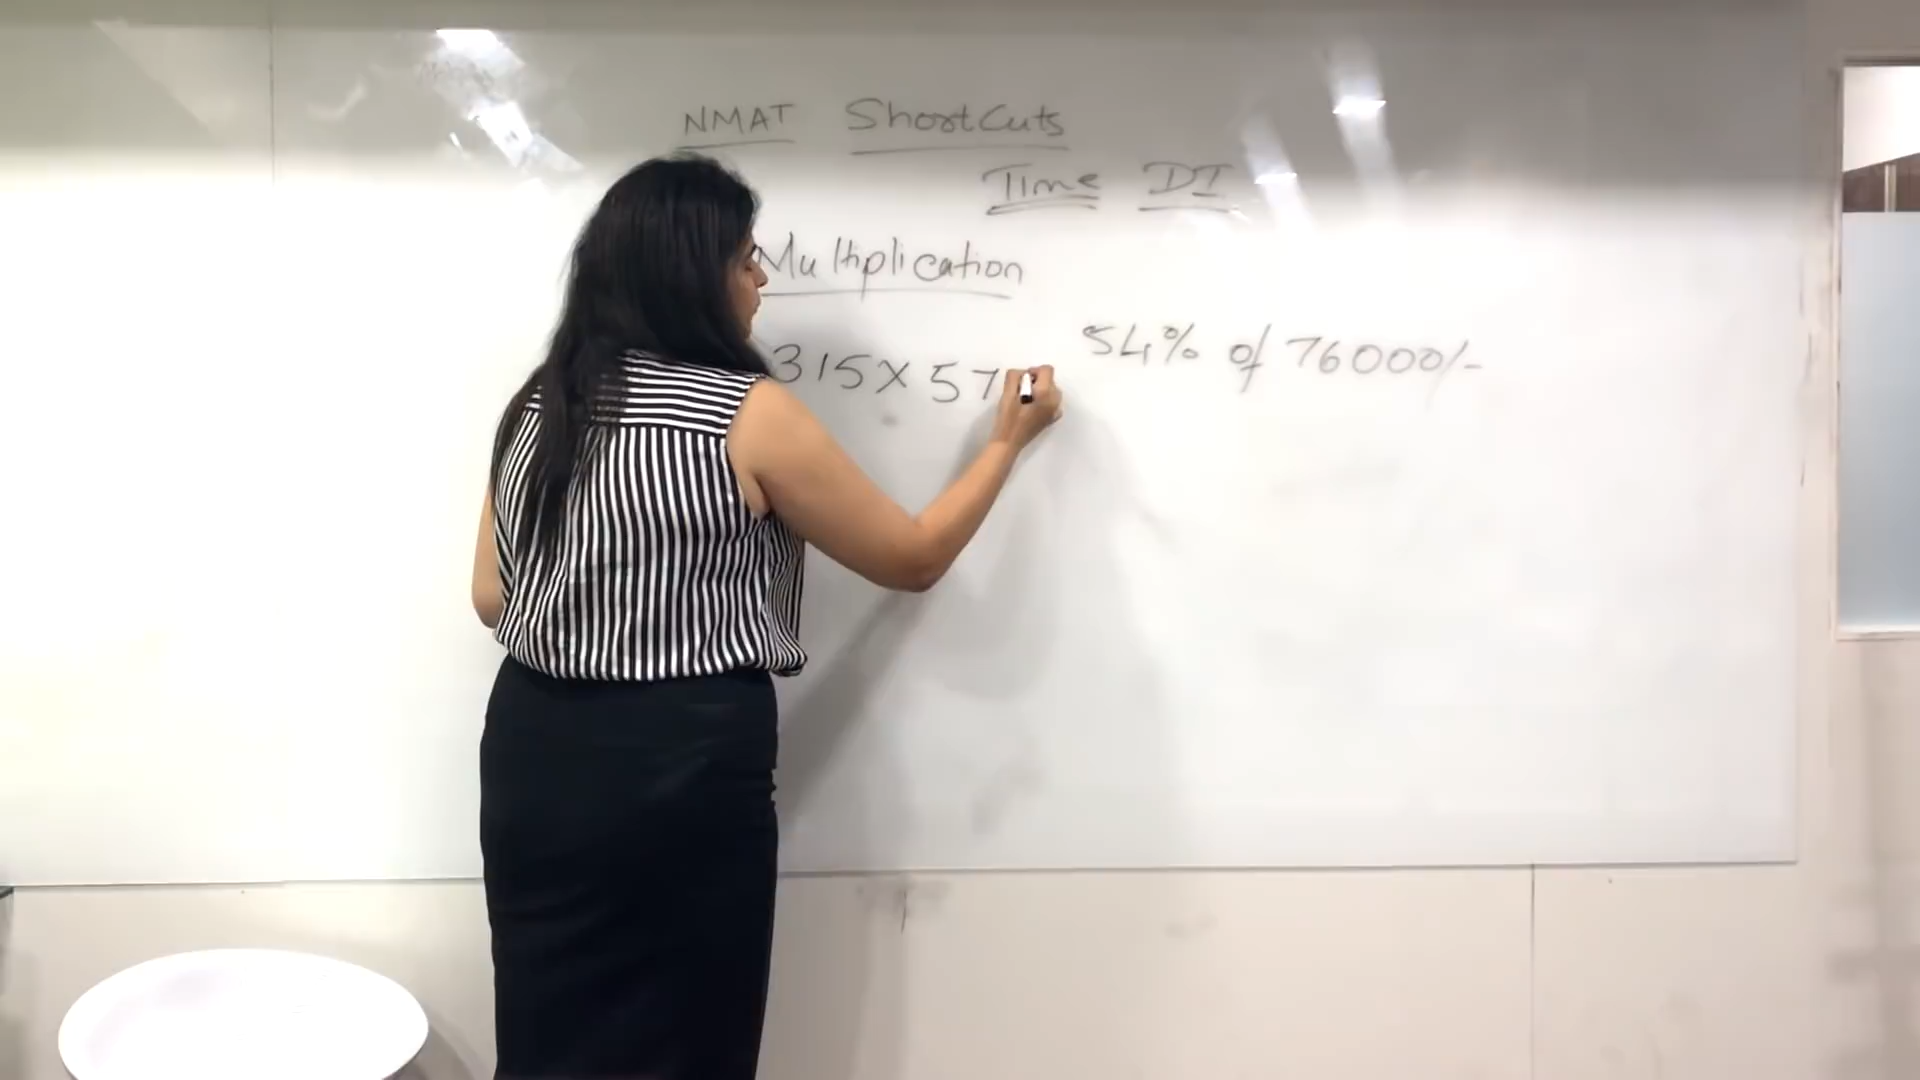 NMAT ShortCuts
Time DI
Multiplication
315 × 57
54% of 76000/-